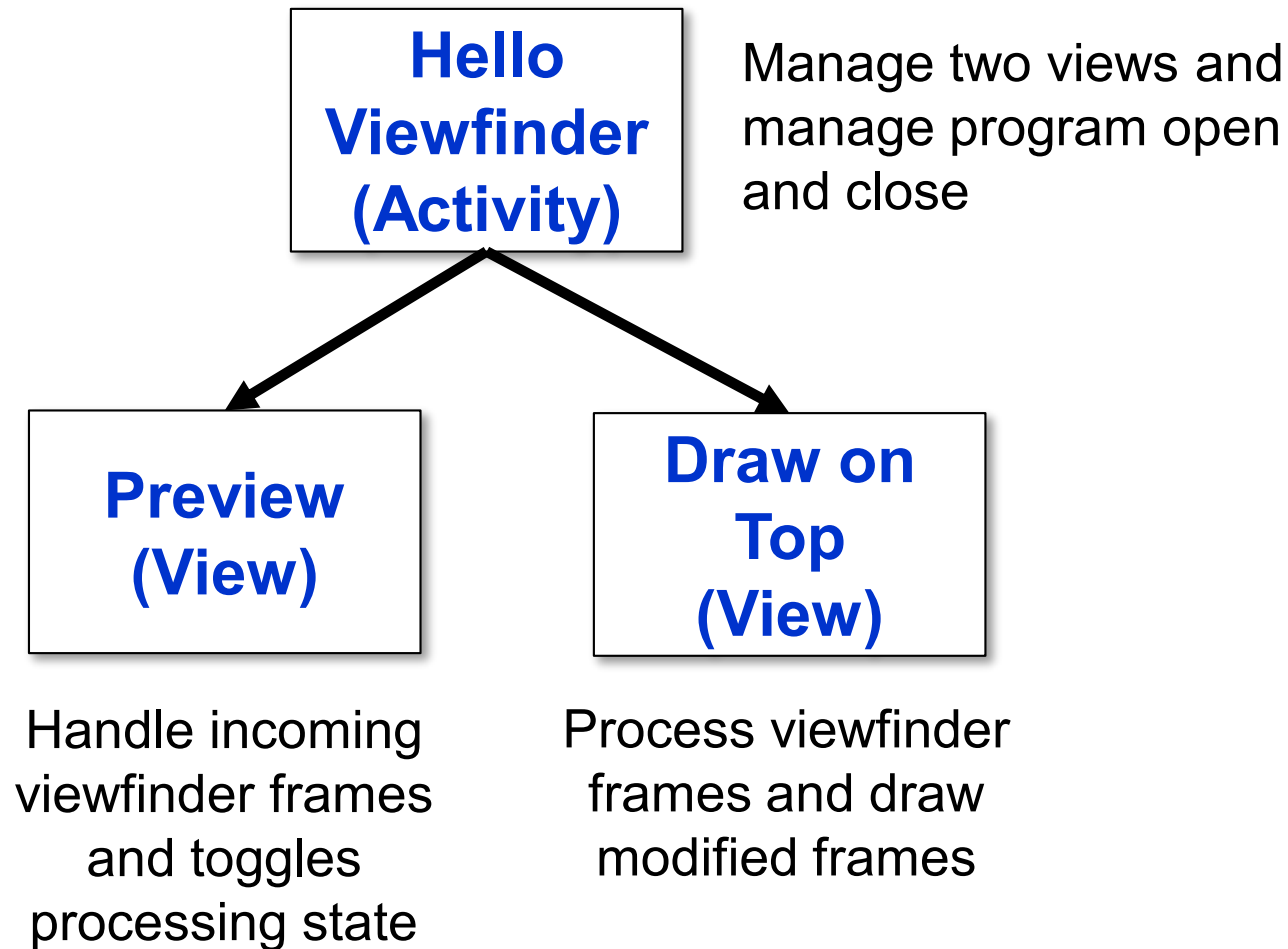 Hello
Viewfinder
(Activity)
Manage two views and
manage program open
and close
Preview
(View)
Draw on
Top
(View)
Handle incoming
viewfinder frames
and toggles
processing state
Process viewfinder
frames and draw
modified frames